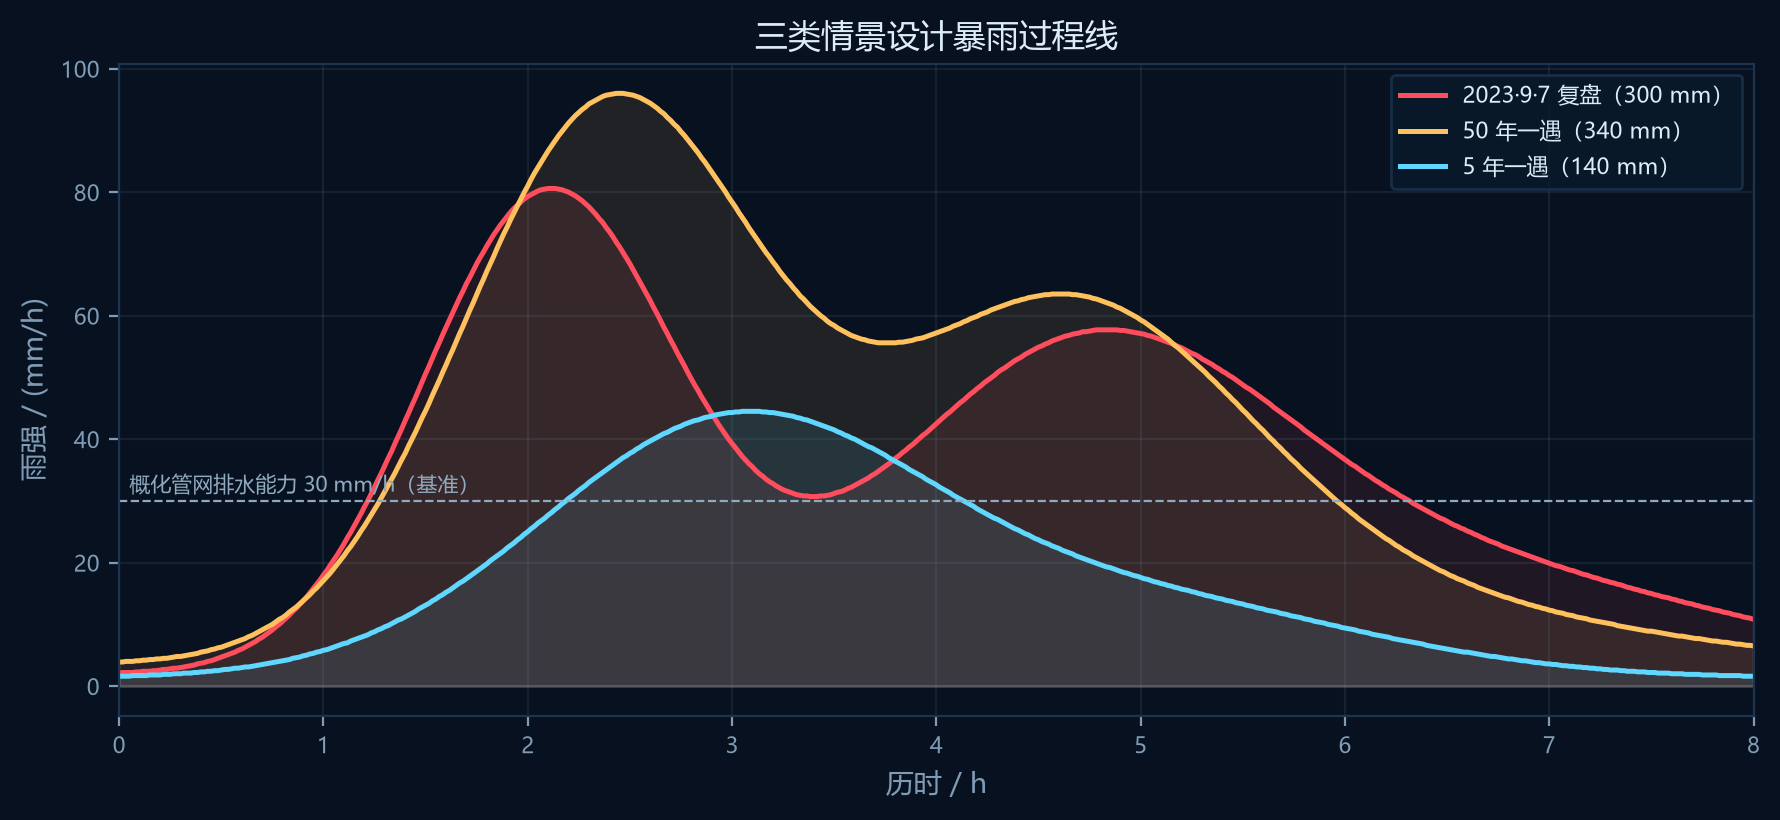 三类情景设计暴雨过程线
100
80
60
40
20
0
雨强 / (mm/h)
2023·9·7 复盘（300 mm）
50 年一遇（340 mm）
5 年一遇（140 mm）
概化管网排水能力 30 mm/h（基准）
0 1 2 3 4 5 6 7 8
历时 / h